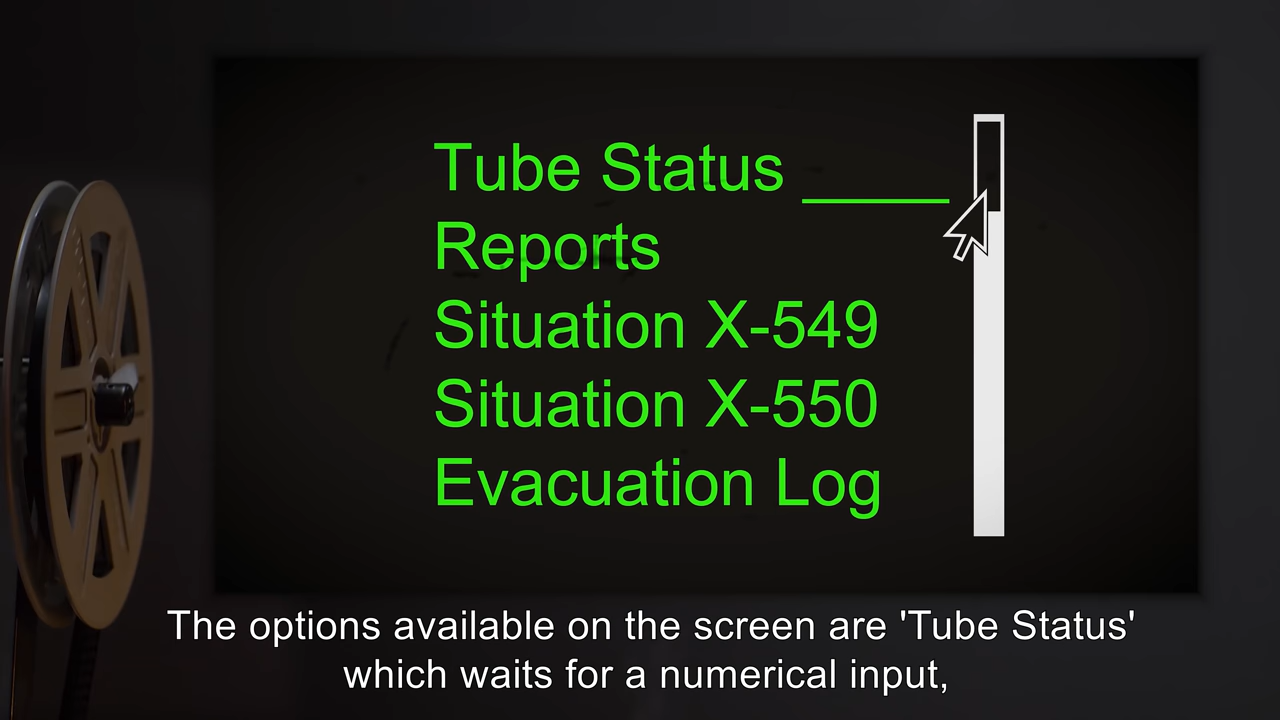 Tube Status _____
Reports
Situation X-549
Situation X-550
Evacuation Log
The options available on the screen are 'Tube Status'
which waits for a numerical input,